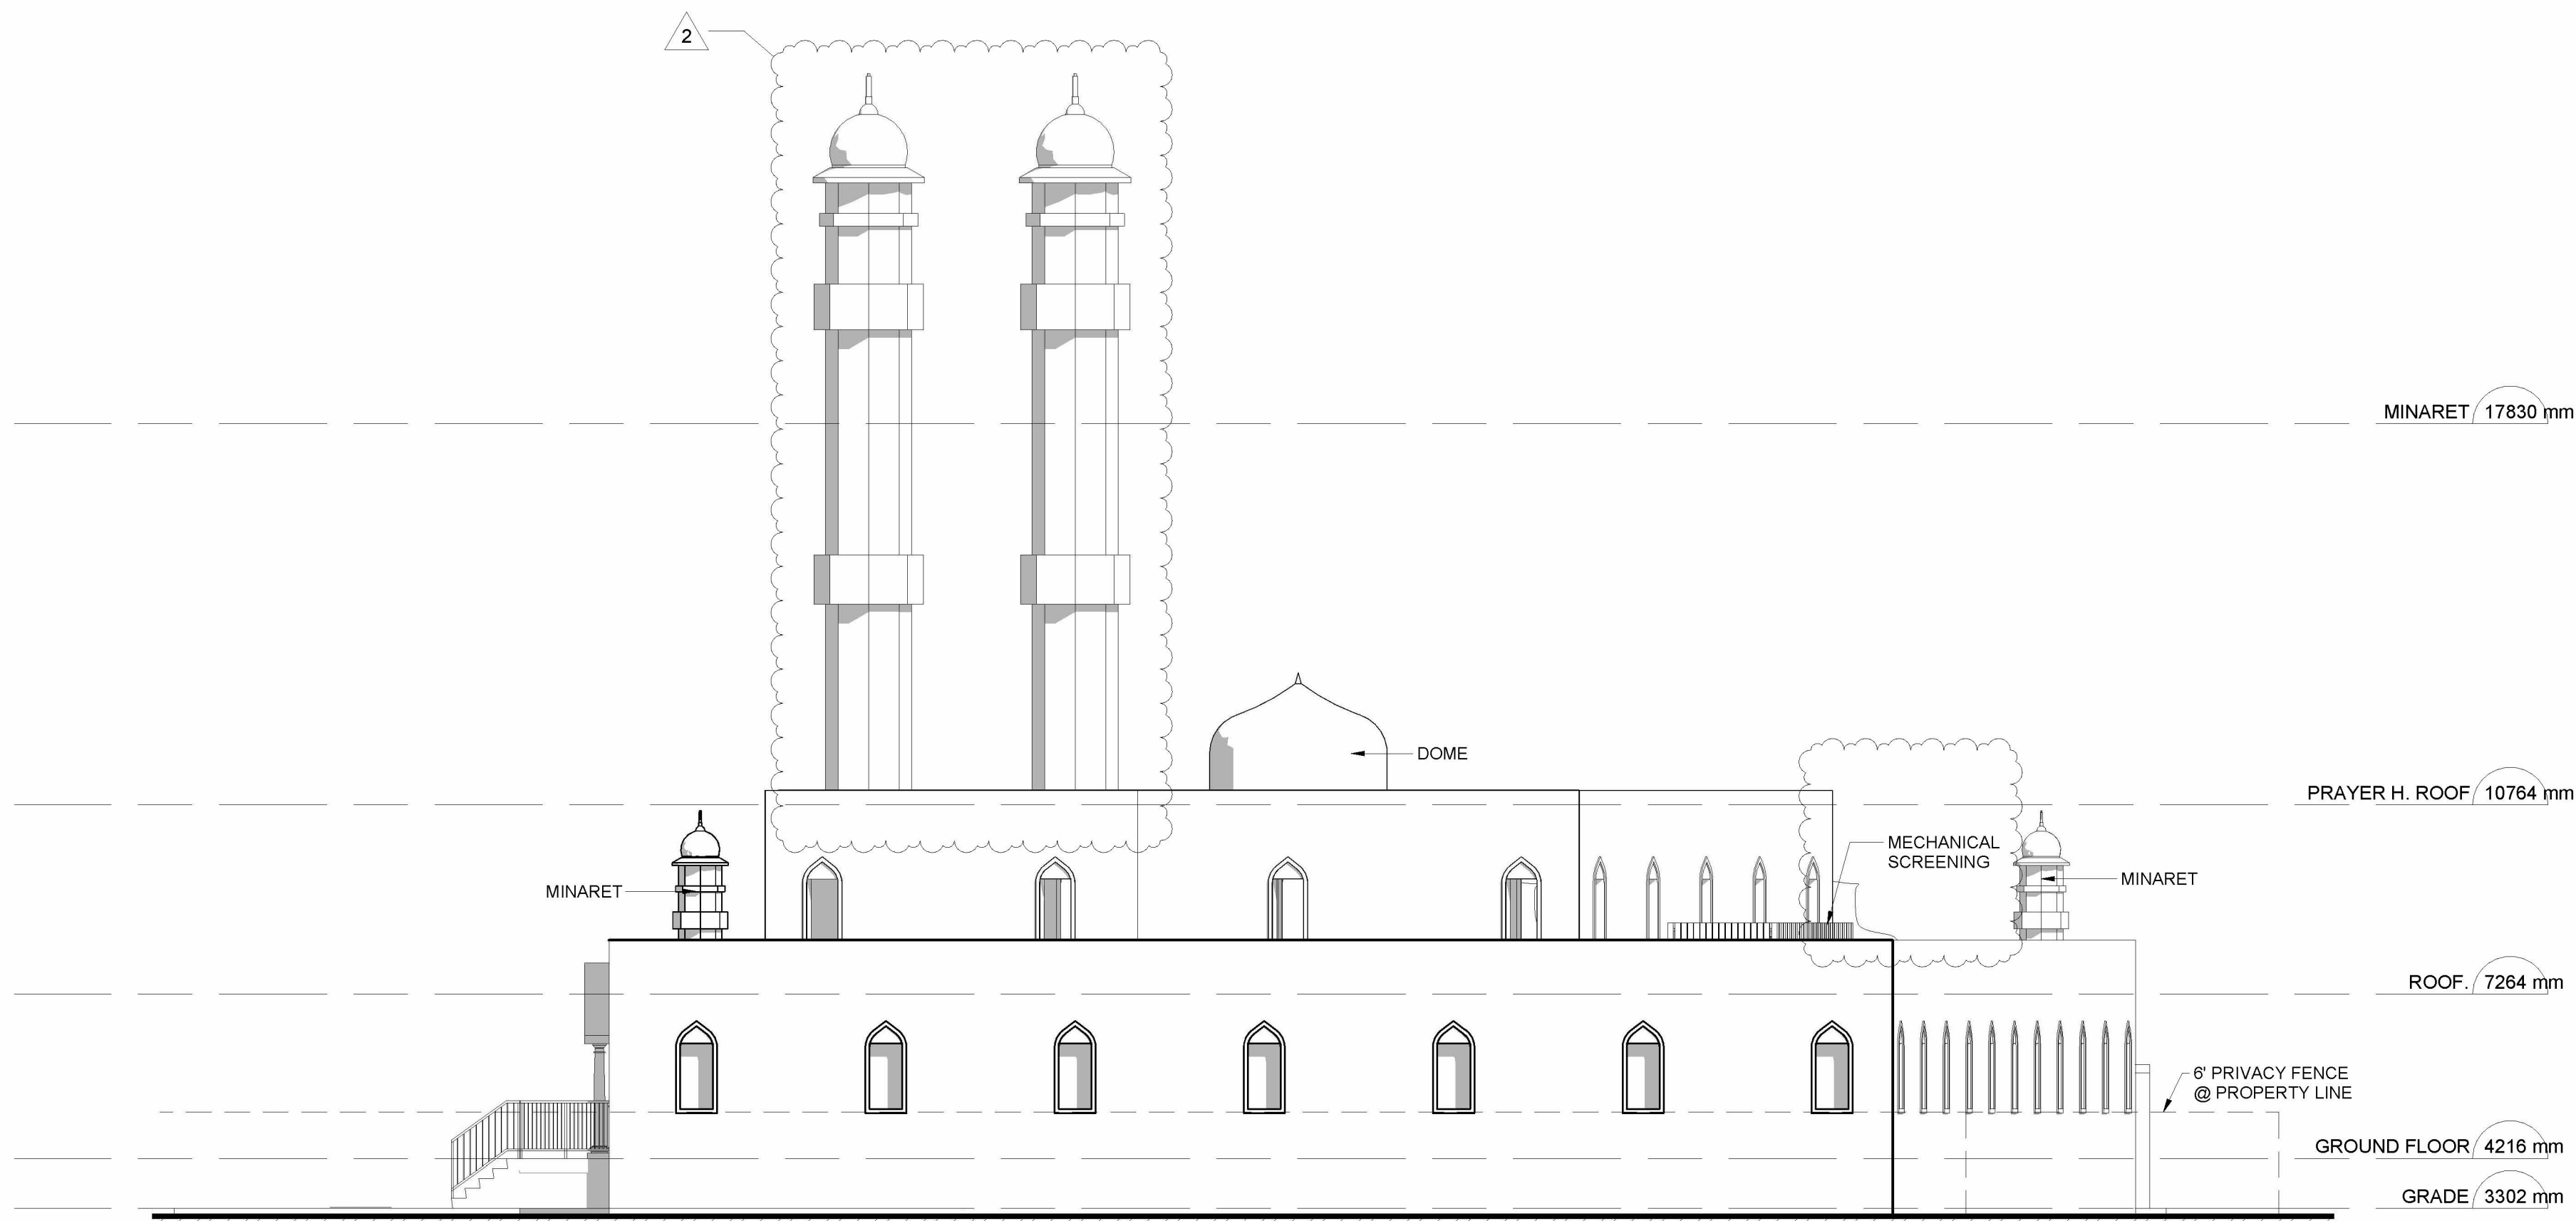 2
MINARET 17830 mm
DOME
PRAYER H. ROOF 10764 mm
MECHANICAL
SCREENING
MINARET
MINARET
ROOF. 7264 mm
6' PRIVACY FENCE
@ PROPERTY LINE
GROUND FLOOR 4216 mm
GRADE 3302 mm